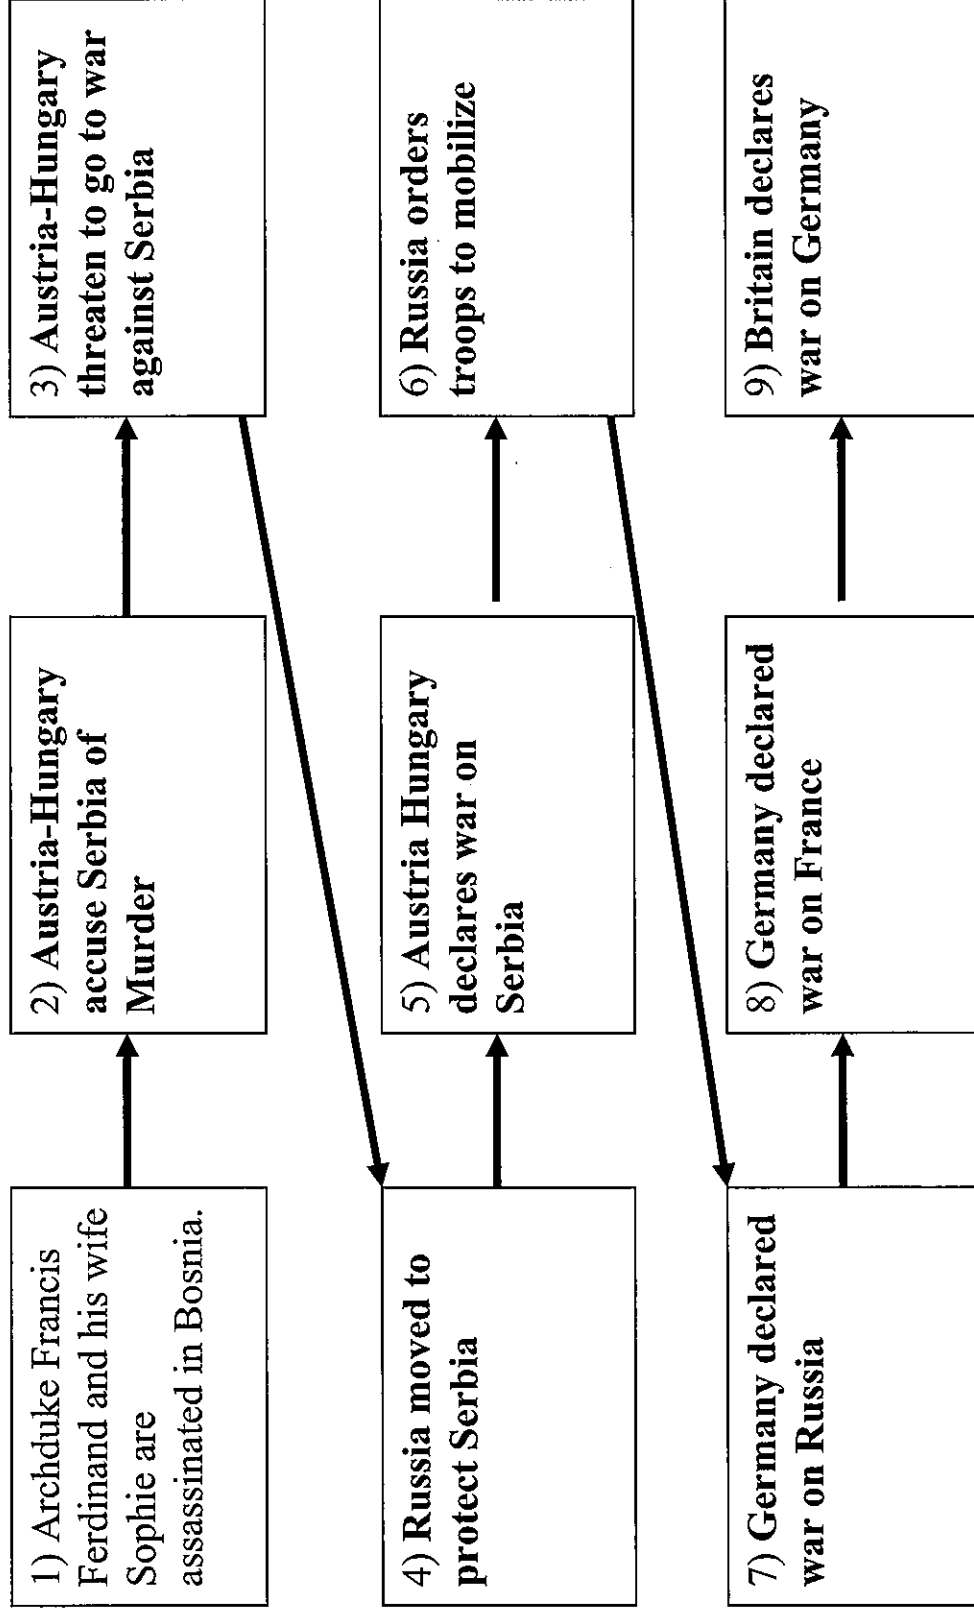 1) Archduke Francis
Ferdinand and his wife
Sophie are
assassinated in Bosnia.
2) Austria-Hungary
accuse Serbia of
Murder
3) Austria-Hungary
threaten to go to war
against Serbia
4) Russia moved to
protect Serbia
5) Austria Hungary
declares war on
Serbia
6) Russia orders
troops to mobilize
7) Germany declared
war on Russia
8) Germany declared
war on France
9) Britain declares
war on Germany